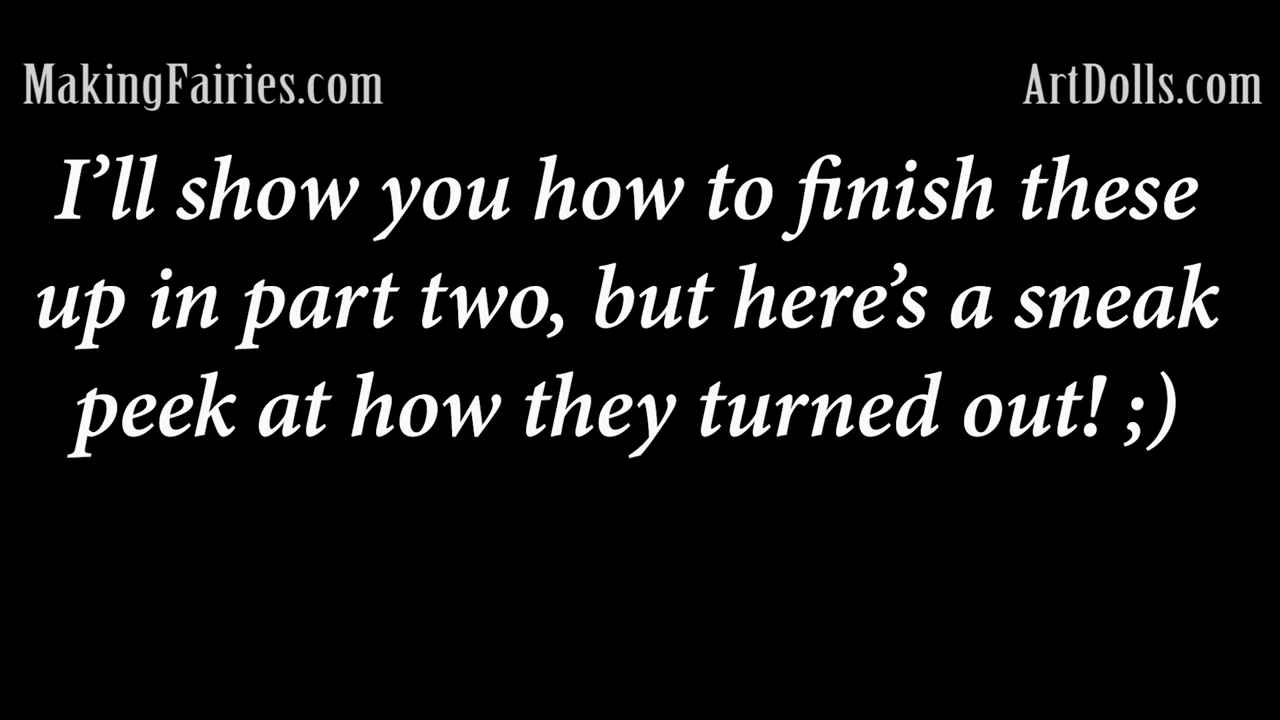 MakingFairies.com
ArtDolls.com
I’ll show you how to finish these
up in part two, but here’s a sneak
peek at how they turned out! ;)